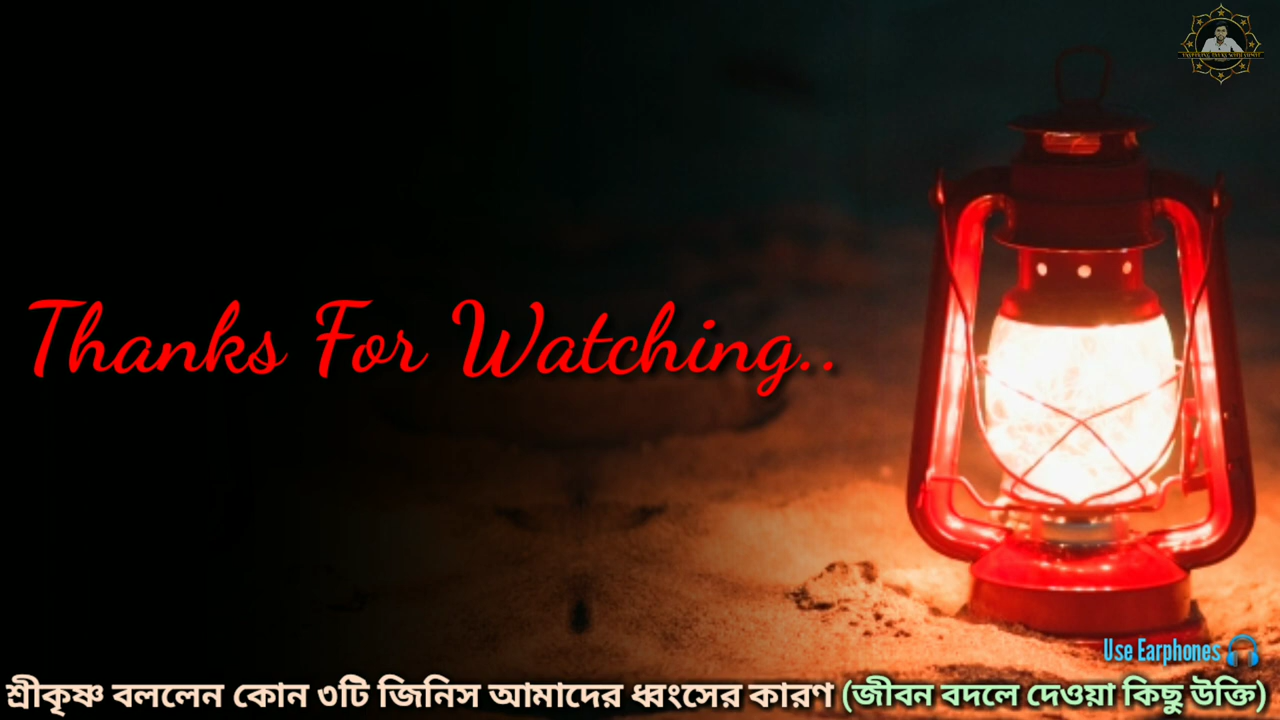 Thanks For Watching..
Use Earphones
শ্রীকৃষ্ণ বললেন কোন ৩টি জিনিস আমাদের ধ্বংসের কারণ (জীবন বদলে দেওয়া কিছু উক্তি)